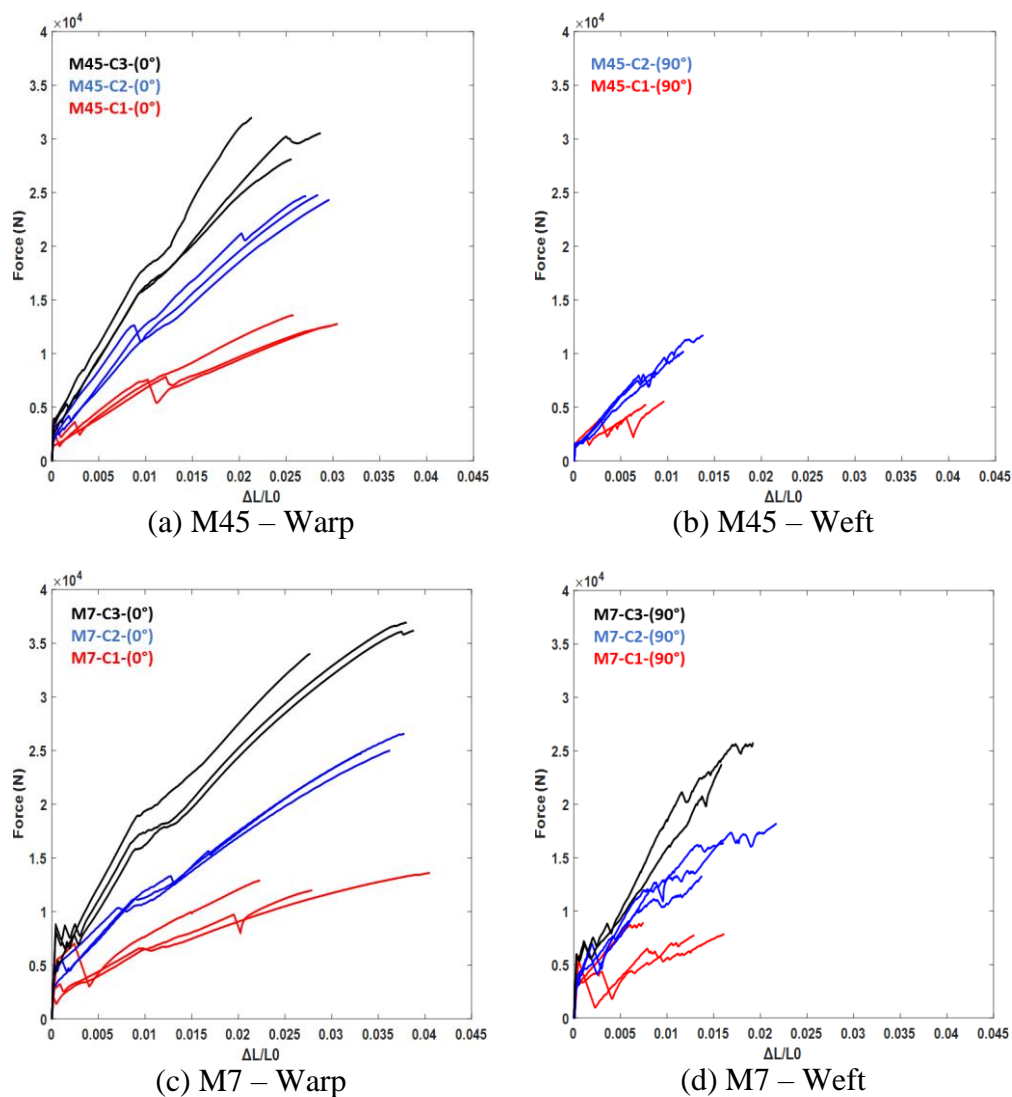 ×10⁴
4
3.5
3
2.5
2
1.5
1
0.5
0
Force (N)
M45-C3-(0°)
M45-C2-(0°)
M45-C1-(0°)
0 0.005 0.01 0.015 0.02 0.025 0.03 0.035 0.04 0.045
ΔL/L0
(a) M45 – Warp
×10⁴
4
3.5
3
2.5
2
1.5
1
0.5
0
Force (N)
M45-C2-(90°)
M45-C1-(90°)
0 0.005 0.01 0.015 0.02 0.025 0.03 0.035 0.04 0.045
ΔL/L0
(b) M45 – Weft
×10⁴
4
3.5
3
2.5
2
1.5
1
0.5
0
Force (N)
M7-C3-(0°)
M7-C2-(0°)
M7-C1-(0°)
0 0.005 0.01 0.015 0.02 0.025 0.03 0.035 0.04 0.045
ΔL/L0
(c) M7 – Warp
×10⁴
4
3.5
3
2.5
2
1.5
1
0.5
0
Force (N)
M7-C3-(90°)
M7-C2-(90°)
M7-C1-(90°)
0 0.005 0.01 0.015 0.02 0.025 0.03 0.035 0.04 0.045
ΔL/L0
(d) M7 – Weft